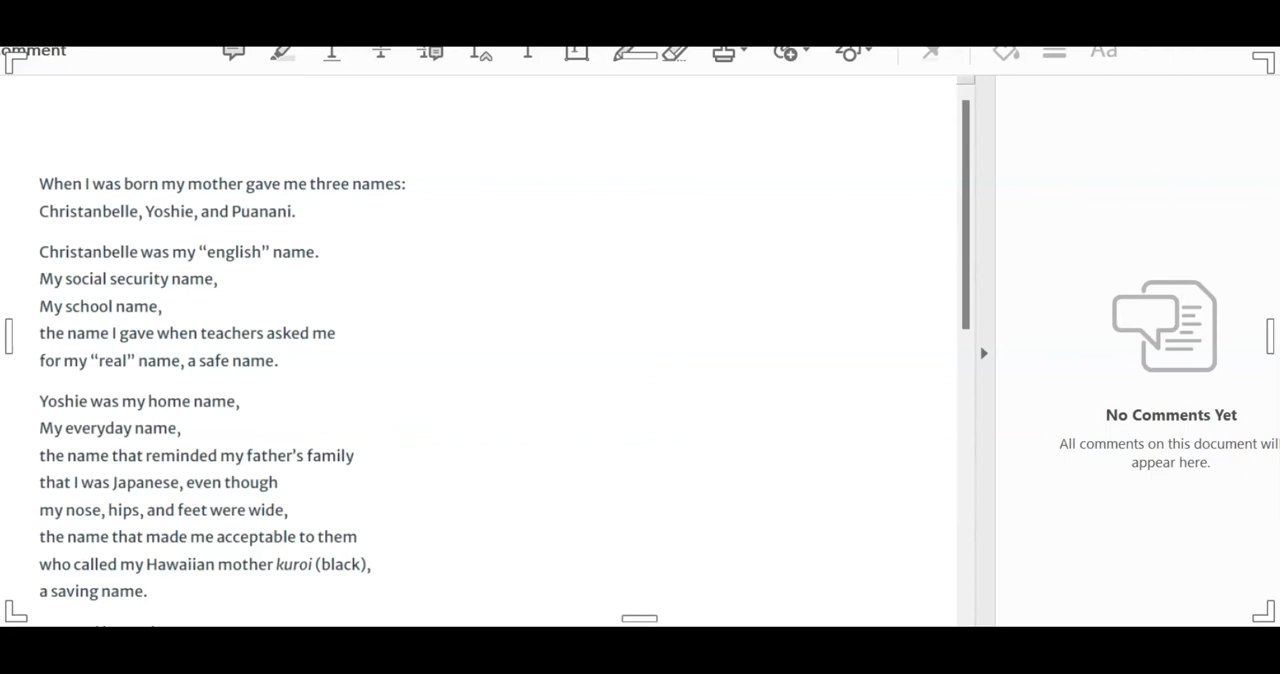 omment
Aa
When I was born my mother gave me three names:
Christanbelle, Yoshie, and Puanani.
Christanbelle was my “english” name.
My social security name,
My school name,
the name I gave when teachers asked me
for my “real” name, a safe name.
Yoshie was my home name,
My everyday name,
the name that reminded my father’s family
that I was Japanese, even though
my nose, hips, and feet were wide,
the name that made me acceptable to them
who called my Hawaiian mother kuroi (black),
a saving name.
No Comments Yet
All comments on this document will
appear here.